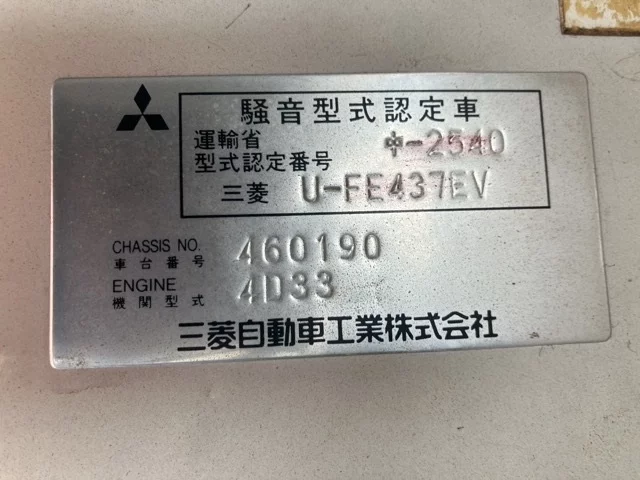 騒音型式認定車
運輸省
型式認定番号 中-2540
三菱 U-FE437EV
CHASSIS NO. 460190
車台番号
ENGINE 4D33
機関型式
三菱自動車工業株式会社